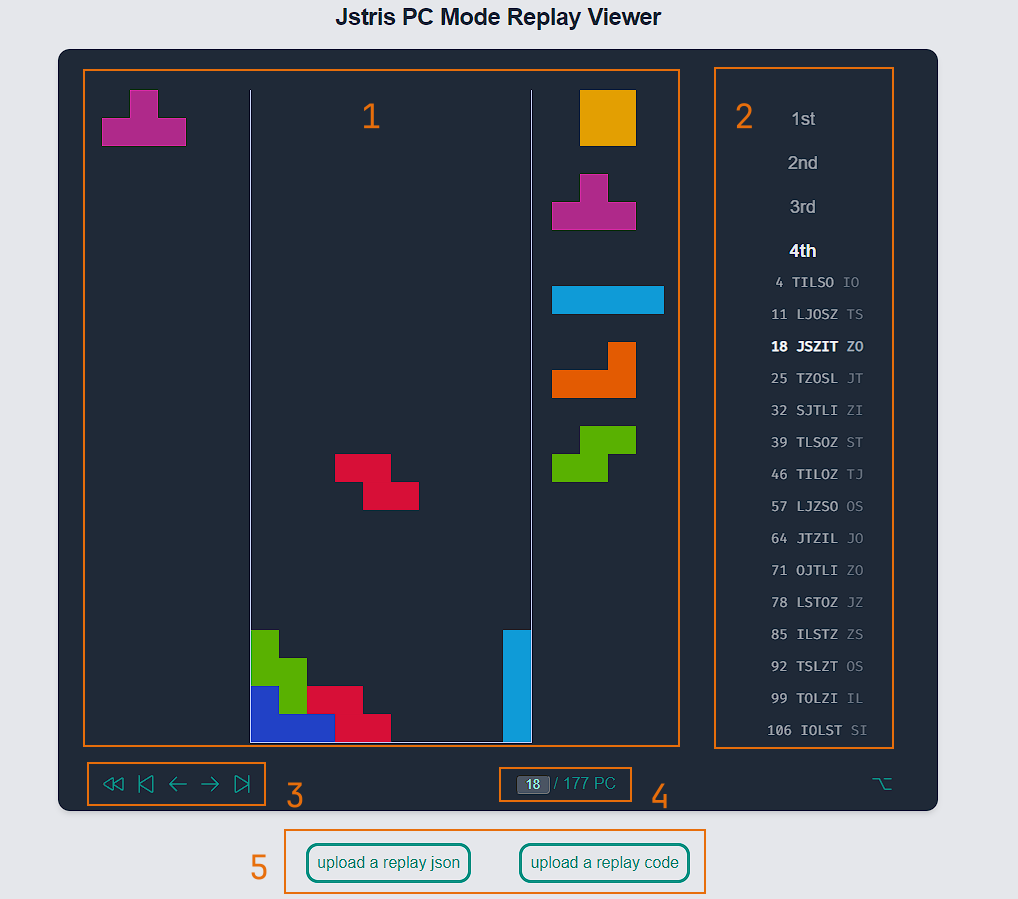 Jstris PC Mode Replay Viewer
1
2
1st
2nd
3rd
4th
4 TILSO IO
11 LJOSZ TS
18 JSZIT ZO
25 TZOSL JT
32 SJTLI ZI
39 TLSOZ ST
46 TILOZ TJ
57 LJZSO OS
64 JTZIL JO
71 OJTLI ZO
78 LSTOZ JZ
85 ILSTZ ZS
92 TSLZT OS
99 TOLZI IL
106 IOLST SI
3
18 / 177 PC
4
5
upload a replay json
upload a replay code